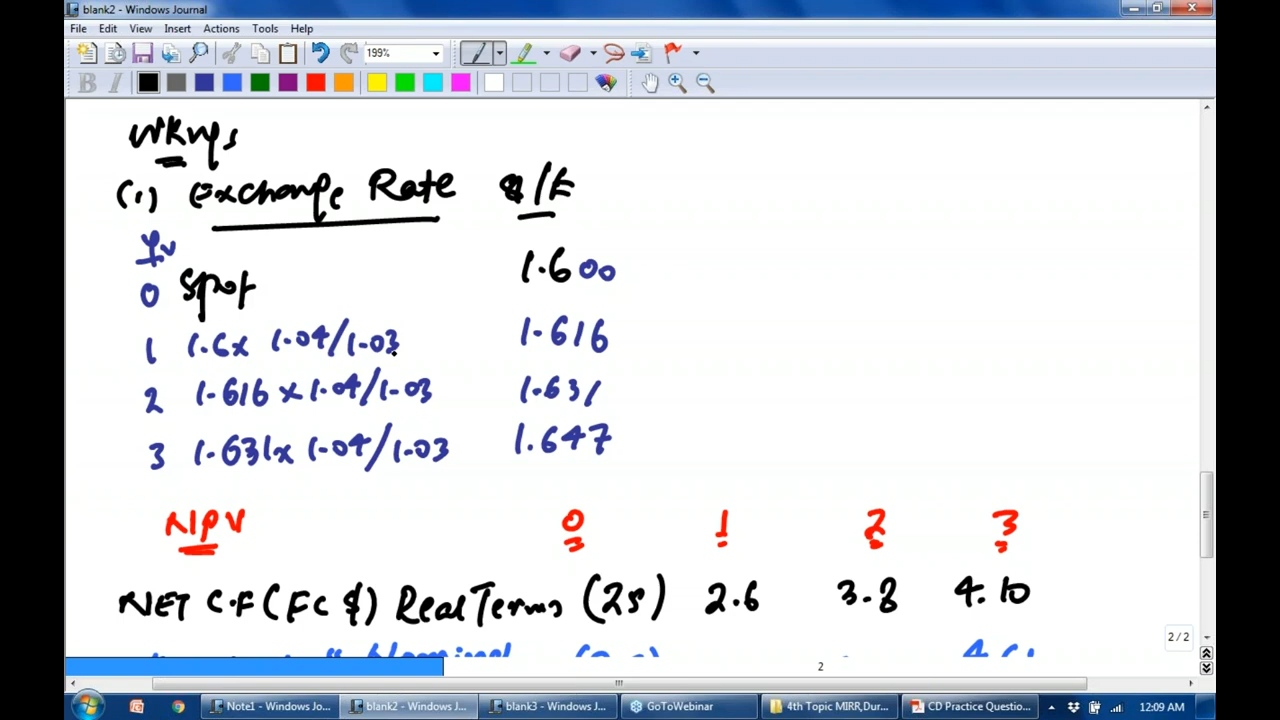 blank2 - Windows Journal
File Edit View Insert Actions Tools Help
199%
B I
Wkngs
(1) Exchange Rate $/£
Yr
0 Spot 1.600
1 1.6x 1.04/1.03 1.616
2 1.616 x 1.04/1.03 1.631
3 1.631x 1.04/1.03 1.647
NPV 0 1 2 3
NET C.F (FC $) Real Terms (25) 2.6 3.8 4.10
2/2
2
Note1 - Windows Jo... blank2 - Windows J... blank3 - Windows J... GoToWebinar 4th Topic MIRR,Dur... CD Practice Questio... 12:09 AM